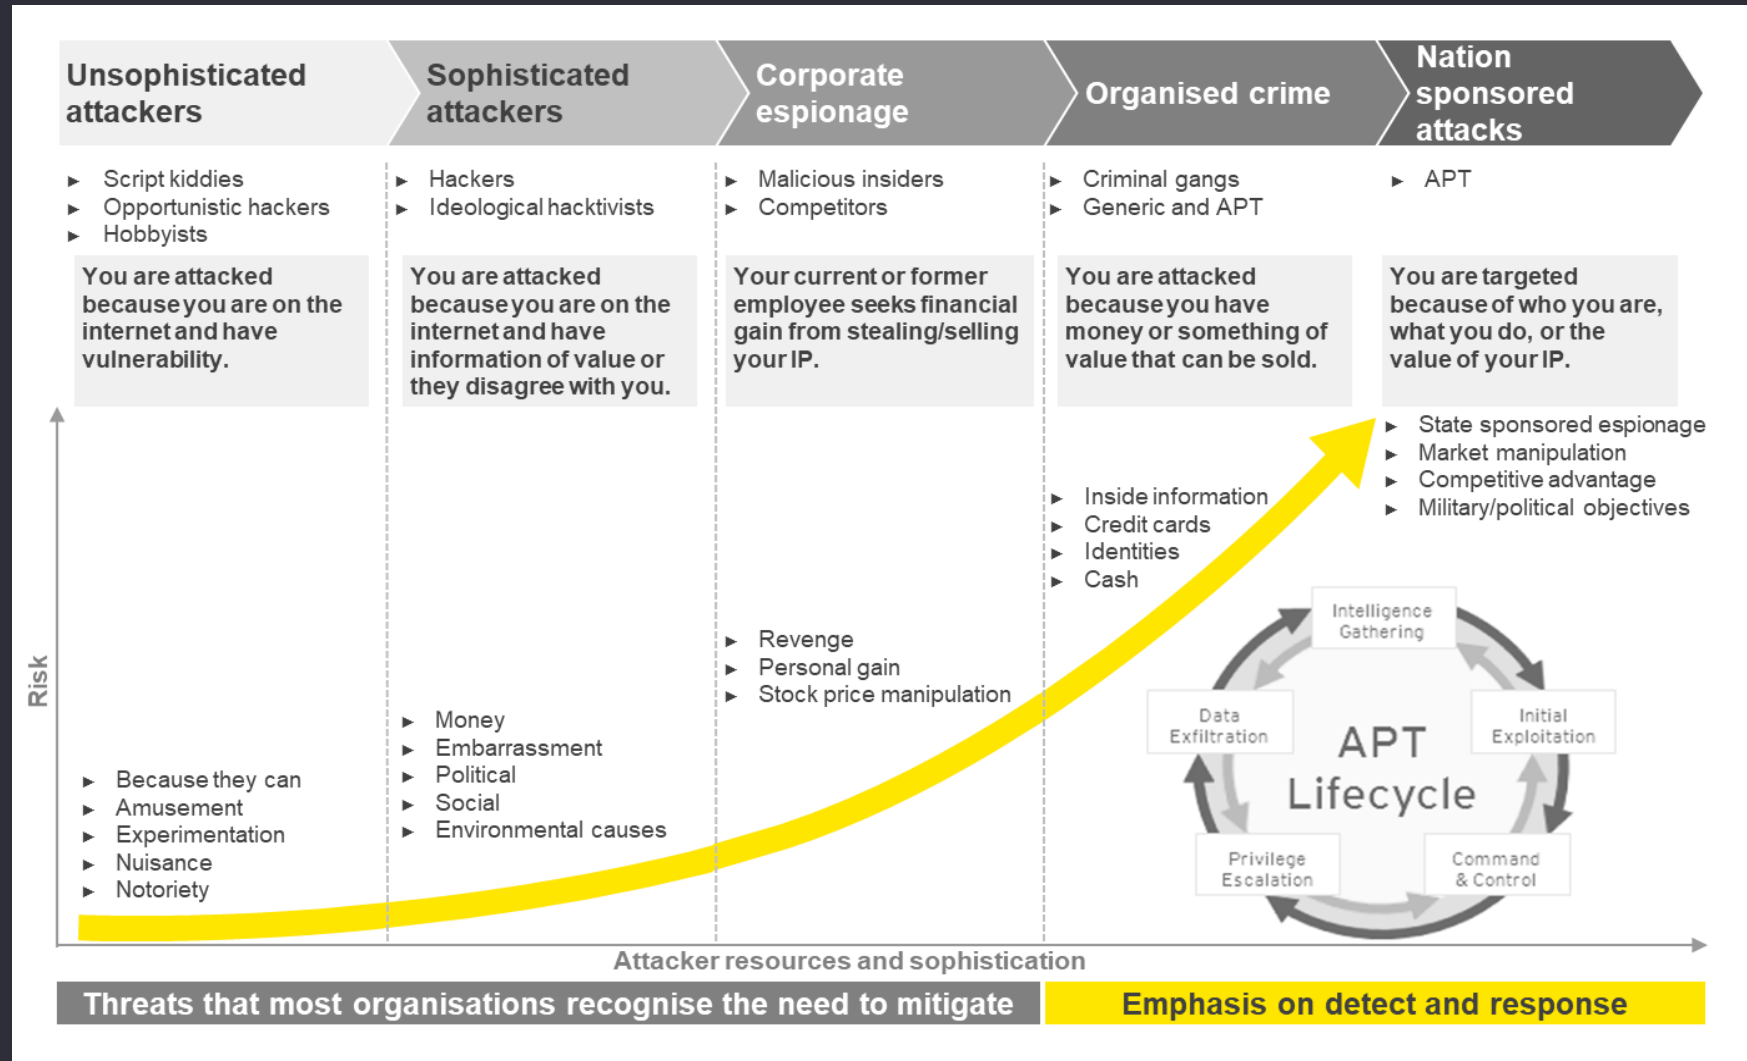 Unsophisticated
attackers
Sophisticated
attackers
Corporate
espionage
Organised crime
Nation
sponsored
attacks
► Script kiddies
► Opportunistic hackers
► Hobbyists
► Hackers
► Ideological hacktivists
► Malicious insiders
► Competitors
► Criminal gangs
► Generic and APT
► APT
You are attacked
because you are on the
internet and have
vulnerability.
You are attacked
because you are on the
internet and have
information of value or
they disagree with you.
Your current or former
employee seeks financial
gain from stealing/selling
your IP.
You are attacked
because you have
money or something of
value that can be sold.
You are targeted
because of who you are,
what you do, or the
value of your IP.
Risk
► Because they can
► Amusement
► Experimentation
► Nuisance
► Notoriety
► Money
► Embarrassment
► Political
► Social
► Environmental causes
► Revenge
► Personal gain
► Stock price manipulation
► Inside information
► Credit cards
► Identities
► Cash
► State sponsored espionage
► Market manipulation
► Competitive advantage
► Military/political objectives
Intelligence
Gathering
Initial
Exploitation
Command
& Control
Privilege
Escalation
Data
Exfiltration
APT
Lifecycle
Attacker resources and sophistication
Threats that most organisations recognise the need to mitigate
Emphasis on detect and response